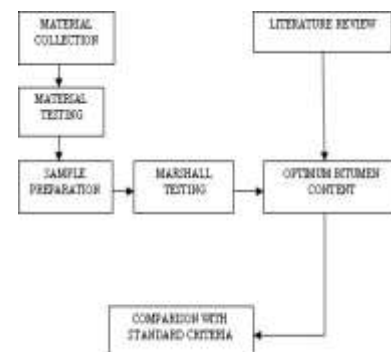 MATERIAL
COLLECTION
LITERATURE REVIEW
MATERIAL
TESTING
SAMPLE
PREPARATION
MARSHALL
TESTING
OPTIMUM BITUMEN
CONTENT
COMPARISON WITH
STANDARD CRITERIA